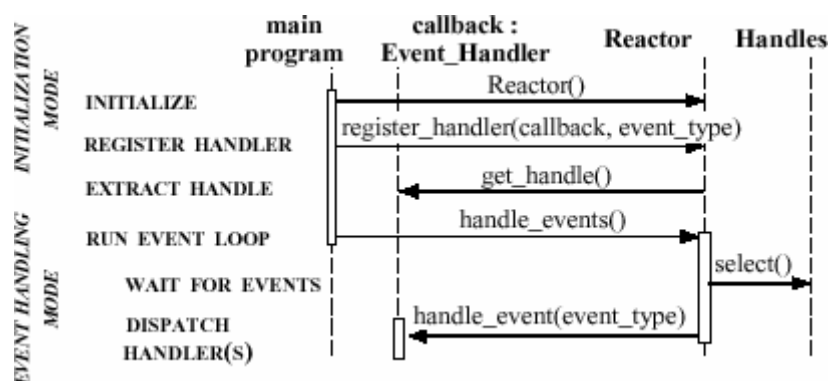 main
program
callback :
Event_Handler
Reactor
Handles
INITIALIZATION
MODE
INITIALIZE
Reactor()
REGISTER HANDLER
register_handler(callback, event_type)
EXTRACT HANDLE
get_handle()
EVENT HANDLING
MODE
RUN EVENT LOOP
handle_events()
WAIT FOR EVENTS
select()
DISPATCH
HANDLER(S)
handle_event(event_type)